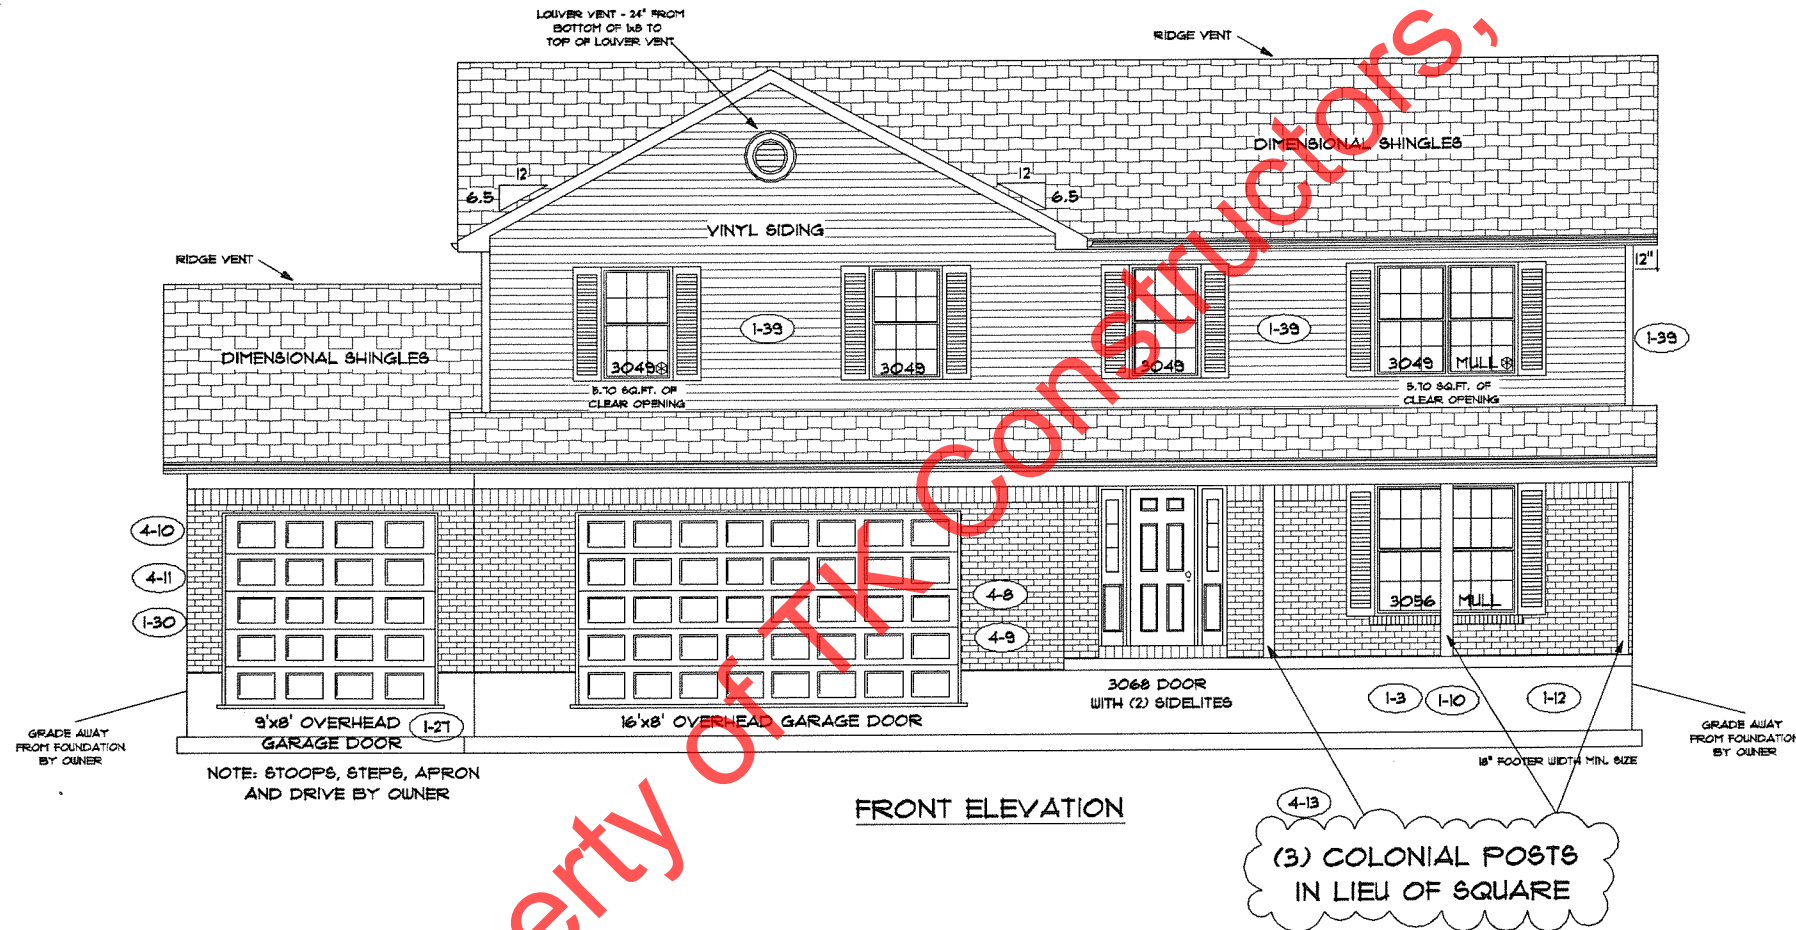 LOUVER VENT - 24" FROM
BOTTOM OF 1x8 TO
TOP OF LOUVER VENT
RIDGE VENT
DIMENSIONAL SHINGLES
12
6.5
12
6.5
VINYL SIDING
RIDGE VENT
12"
1-39
1-39
1-39
DIMENSIONAL SHINGLES
3049
3049
3049
3049 MULL
5.70 SQ.FT. OF
CLEAR OPENING
5.70 SQ.FT. OF
CLEAR OPENING
4-10
4-11
1-30
4-8
4-9
3056 MULL
3068 DOOR
WITH (2) SIDELITES
1-3
1-10
1-12
9'x8' OVERHEAD
GARAGE DOOR
1-27
16'x8' OVERHEAD GARAGE DOOR
GRADE AWAY
FROM FOUNDATION
BY OWNER
GRADE AWAY
FROM FOUNDATION
BY OWNER
18" FOOTER WIDTH MIN. SIZE
NOTE: STOOPS, STEPS, APRON
AND DRIVE BY OWNER
FRONT ELEVATION
4-13
(3) COLONIAL POSTS
IN LIEU OF SQUARE
erty of TK Constructors,